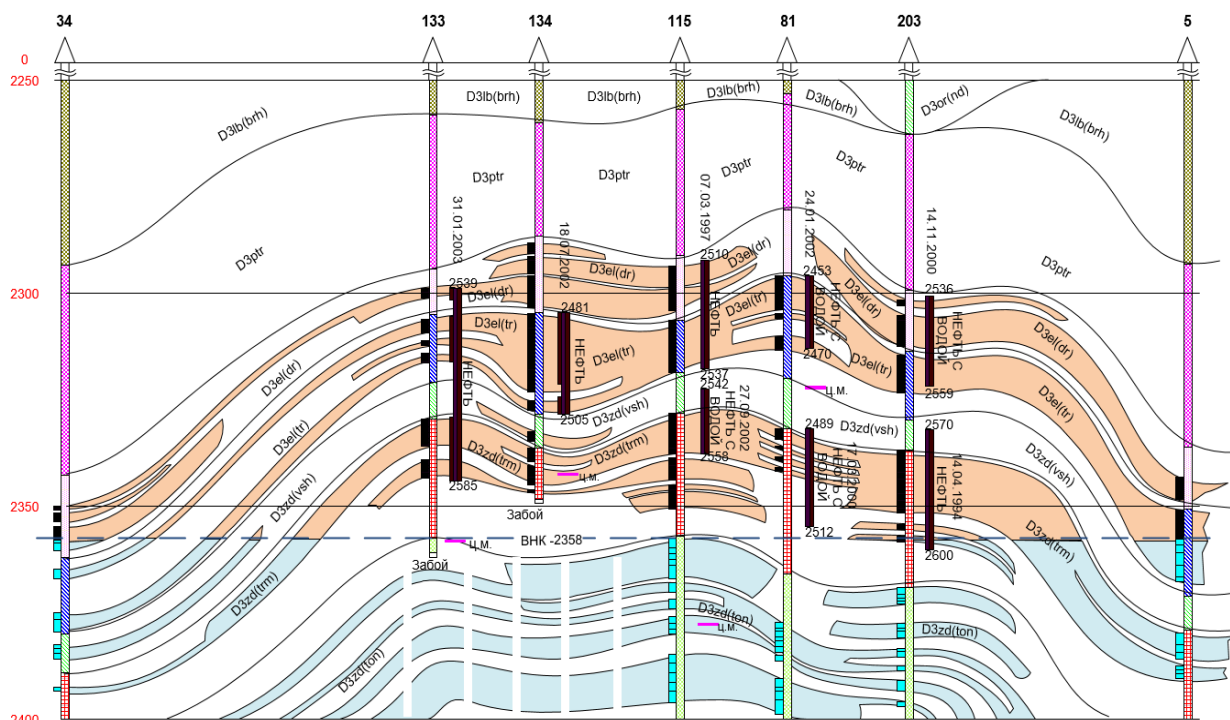 34 133 134 115 81 203 5
0
2250
D3lb(brh) D3lb(brh) D3lb(brh) D3lb(brh) D3or(nd) D3lb(brh)
D3lb(brh)
D3ptr D3ptr D3ptr D3ptr D3ptr
D3ptr
31.01.2003
18.07.2002
07.03.1997
24.01.2002
14.11.2000
2300
2539 2481 2510 2453 2536
D3el(dr) D3el(dr) D3el(dr) D3el(dr) D3el(dr) D3el(dr)
НЕФТЬ
НЕФТЬ
НЕФТЬ
НЕФТЬ С
ВОДОЙ
НЕФТЬ С
ВОДОЙ
D3el(tr) D3el(tr) D3el(tr) D3el(tr) D3el(tr) D3el(tr)
2505 2537 2470 2559
2542 2489 2570
ц.м.
27.09.2002
НЕФТЬ С
ВОДОЙ
НЕФТЬ С
ВОДОЙ
14.04.1994
НЕФТЬ
D3zd(vsh) D3zd(vsh) D3zd(vsh) D3zd(vsh)
D3zd(trm) D3zd(trm) D3zd(trm) D3zd(trm)
2585 2558 2512 2600
ц.м.
2350
Забой
ц.м.
ВНК -2358
Забой
D3zd(ton) D3zd(ton) D3zd(ton)
ц.м.
2400